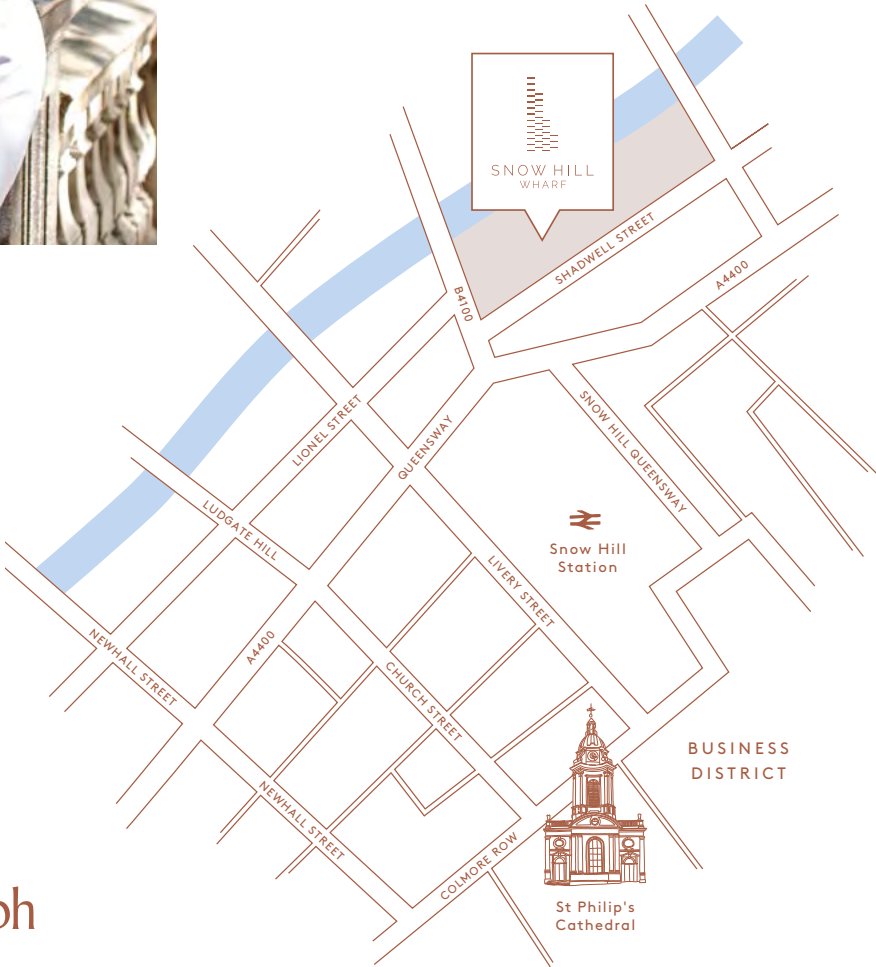 SNOW HILL
WHARF
SHADWELL STREET
A4400
B4100
LIONEL STREET
QUEENSWAY
SNOW HILL QUEENSWAY
LUDGATE HILL
Snow Hill
Station
LIVERY STREET
A4400
NEWHALL STREET
CHURCH STREET
BUSINESS
DISTRICT
NEWHALL STREET
COLMORE ROW
St Philip's
Cathedral